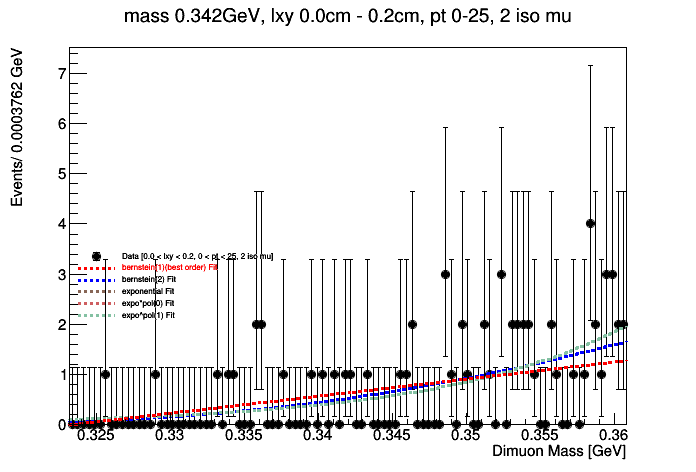 mass 0.342GeV, lxy 0.0cm - 0.2cm, pt 0-25, 2 iso mu
Events/ 0.0003762 GeV
7
6
5
4
3
2
1
0
Data [0.0 < lxy < 0.2, 0 < pt < 25, 2 iso mu]
bernstein(1)(best order) Fit
bernstein(2) Fit
exponential Fit
expo*pol(0) Fit
expo*pol(1) Fit
0.325 0.33 0.335 0.34 0.345 0.35 0.355 0.36
Dimuon Mass [GeV]